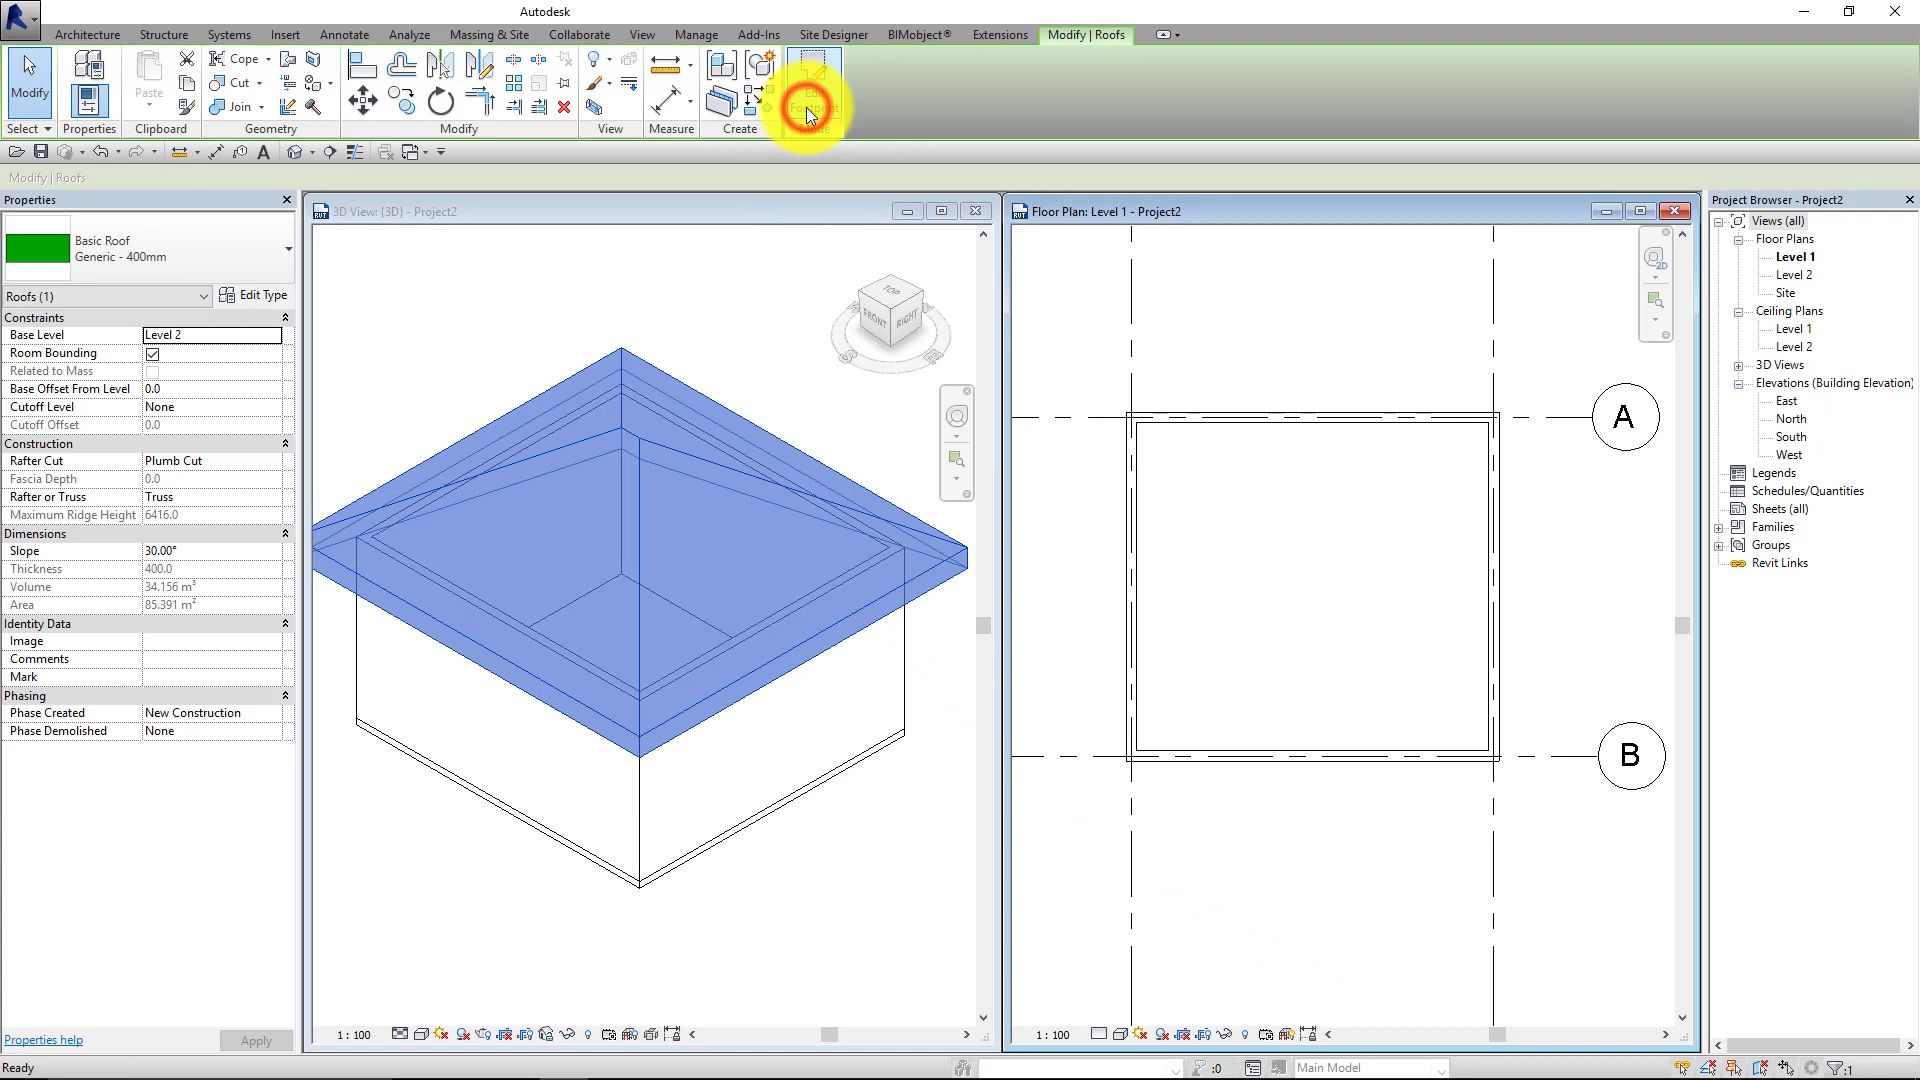 Autodesk
Architecture Structure Systems Insert Annotate Analyze Massing & Site Collaborate View Manage Add-Ins Site Designer BIMobject® Extensions Modify | Roofs
Modify
Paste
Cope
Cut
Join
Edit
Footprint
Select Properties Clipboard Geometry Modify View Measure Create Mode
Modify | Roofs
Properties
Basic Roof
Generic - 400mm
Roofs (1)
Edit Type
Constraints
Base Level Level 2
Room Bounding
Related to Mass
Base Offset From Level 0.0
Cutoff Level None
Cutoff Offset 0.0
Construction
Rafter Cut Plumb Cut
Fascia Depth 0.0
Rafter or Truss Truss
Maximum Ridge Height 6416.0
Dimensions
Slope 30.00°
Thickness 400.0
Volume 34.156 m³
Area 85.391 m²
Identity Data
Image
Comments
Mark
Phasing
Phase Created New Construction
Phase Demolished None
Properties help
Apply
3D View: {3D} - Project2
TOP
FRONT
RIGHT
S
E
1 : 100
Floor Plan: Level 1 - Project2
2D
A
B
1 : 100
Project Browser - Project2
Views (all)
Floor Plans
Level 1
Level 2
Site
Ceiling Plans
Level 1
Level 2
3D Views
Elevations (Building Elevation)
East
North
South
West
Legends
Schedules/Quantities
Sheets (all)
Families
Groups
Revit Links
Ready
:0
Main Model
:1